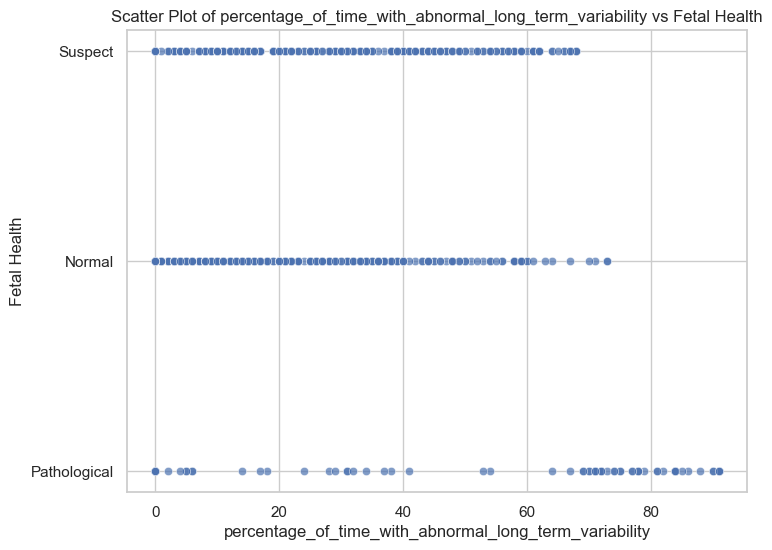 Scatter Plot of percentage_of_time_with_abnormal_long_term_variability vs Fetal Health
Suspect
Normal
Pathological
Fetal Health
0 20 40 60 80
percentage_of_time_with_abnormal_long_term_variability